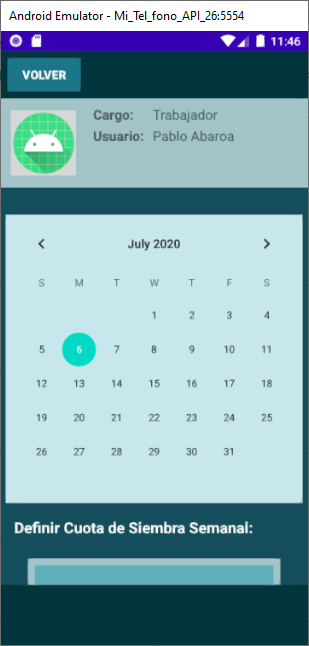 Android Emulator - Mi_Tel_fono_API_26:5554
11:46
VOLVER
Cargo: Trabajador
Usuario: Pablo Abaroa
July 2020
S M T W T F S
1 2 3 4
5 6 7 8 9 10 11
12 13 14 15 16 17 18
19 20 21 22 23 24 25
26 27 28 29 30 31
Definir Cuota de Siembra Semanal: